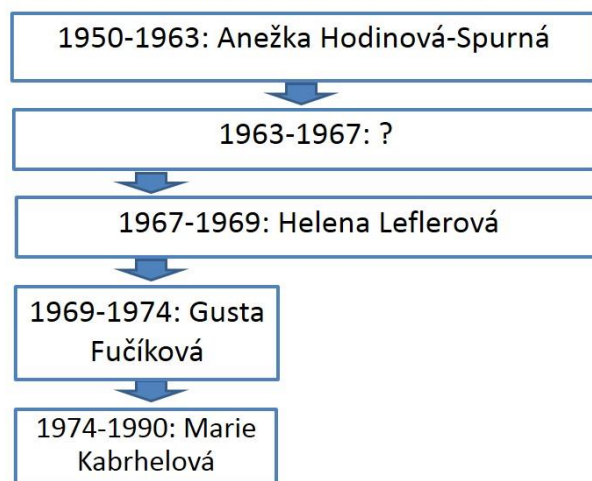 1950-1963: Anežka Hodinová-Spurná
1963-1967: ?
1967-1969: Helena Leflerová
1969-1974: Gusta
Fučíková
1974-1990: Marie
Kabrhelová